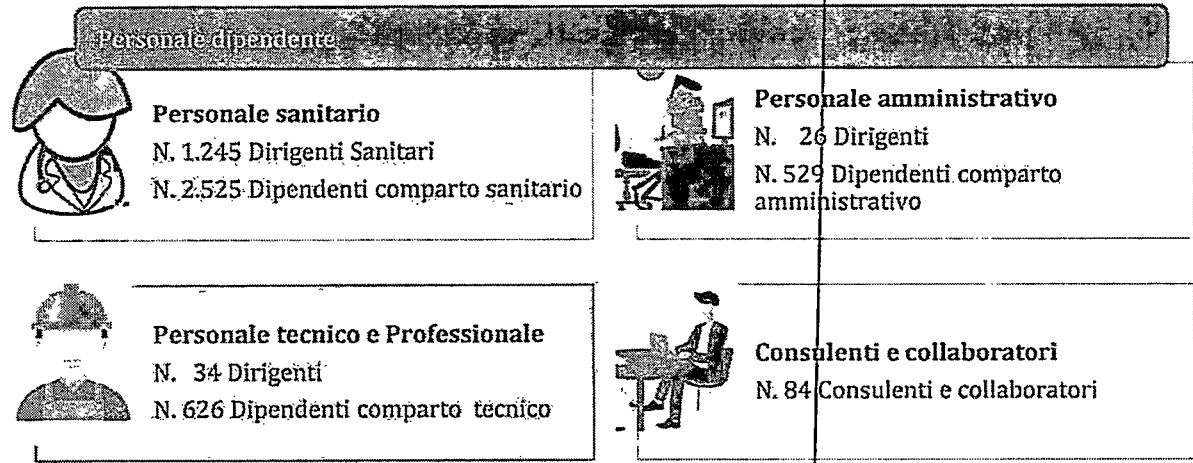 Personale dipendente
Personale sanitario
N. 1.245 Dirigenti Sanitari
N. 2.525 Dipendenti comparto sanitario
Personale amministrativo
N. 26 Dirigenti
N. 529 Dipendenti comparto
amministrativo
Personale tecnico e Professionale
N. 34 Dirigenti
N. 626 Dipendenti comparto tecnico
Consulenti e collaboratori
N. 84 Consulenti e collaboratori